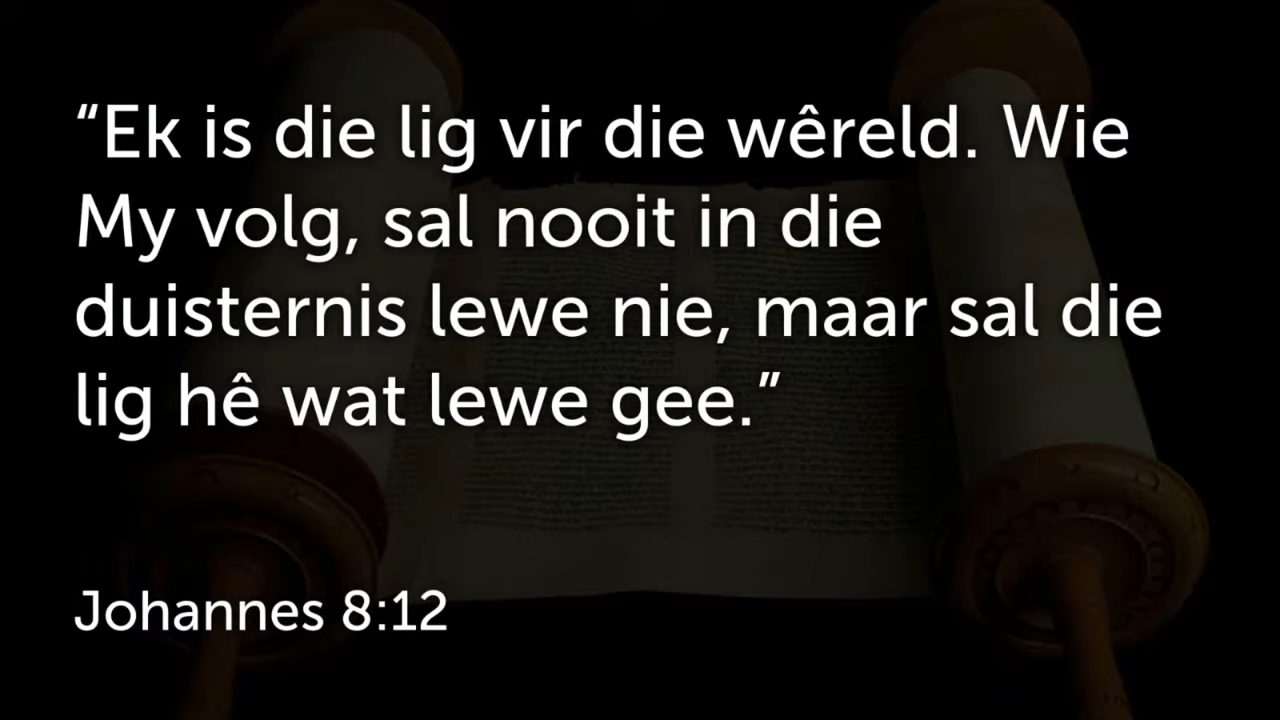 “Ek is die lig vir die wêreld. Wie
My volg, sal nooit in die
duisternis lewe nie, maar sal die
lig hê wat lewe gee.”
Johannes 8:12